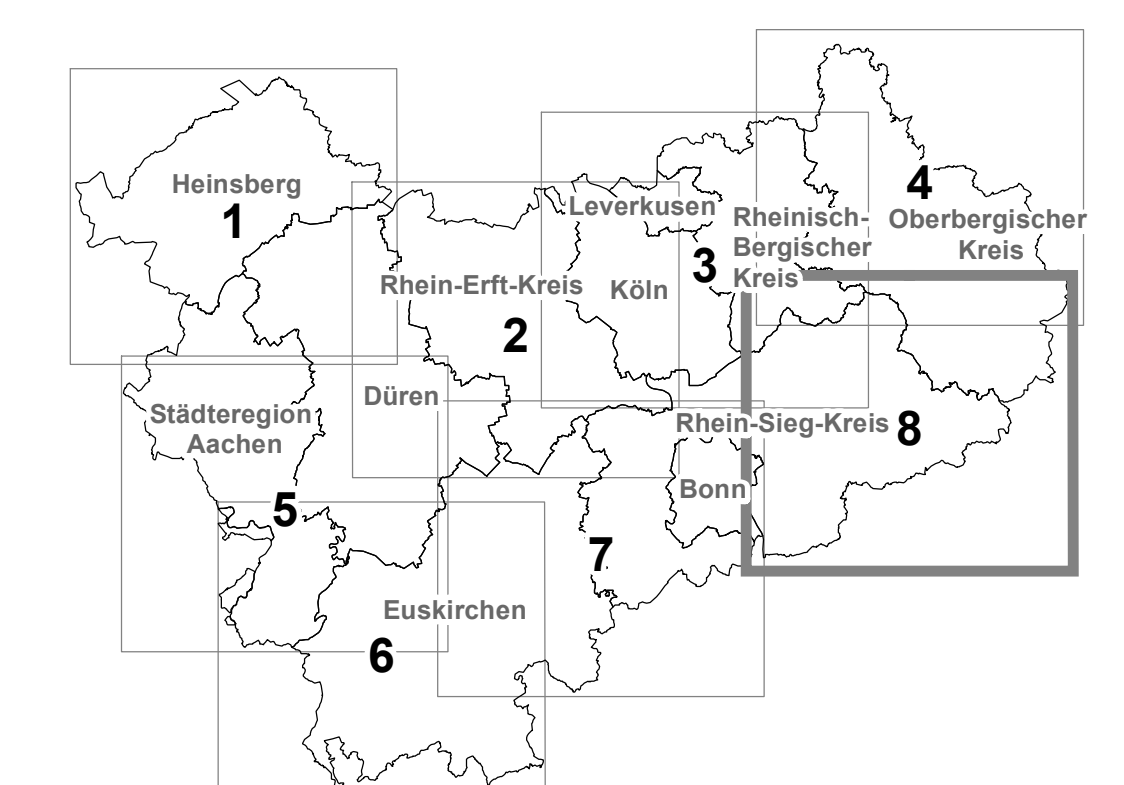 Heinsberg
1
4
Leverkusen
Rheinisch-
Bergischer
Kreis
Oberbergischer
Kreis
3
Rhein-Erft-Kreis
Köln
2
Düren
Städteregion
Aachen
Rhein-Sieg-Kreis
8
Bonn
5
7
Euskirchen
6